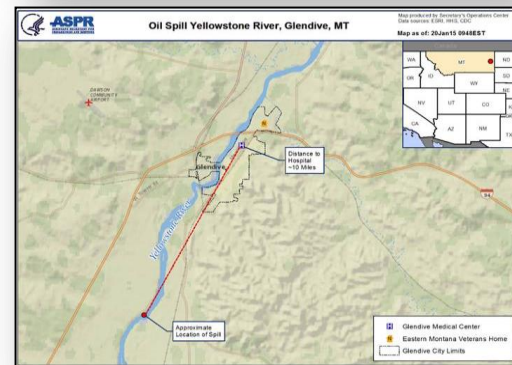 ASPR
Oil Spill Yellowstone River, Glendive, MT
Map produced by Secretary's Operations Center
Data sources: ESRI, HHS, CDC
Map as of: 20Jan15 0948EST
WA
MT
ND
OR
ID
SD
WY
NE
NV
UT
CO
CA
AZ
NM
TX
DAWSON
COMMUNITY
AIRPORT
H
Distance to
Hospital
~10 Miles
Glendive
94
Yellowstone River
Approximate
Location of Spill
H Glendive Medical Center
N Eastern Montana Veterans Home
Glendive City Limits